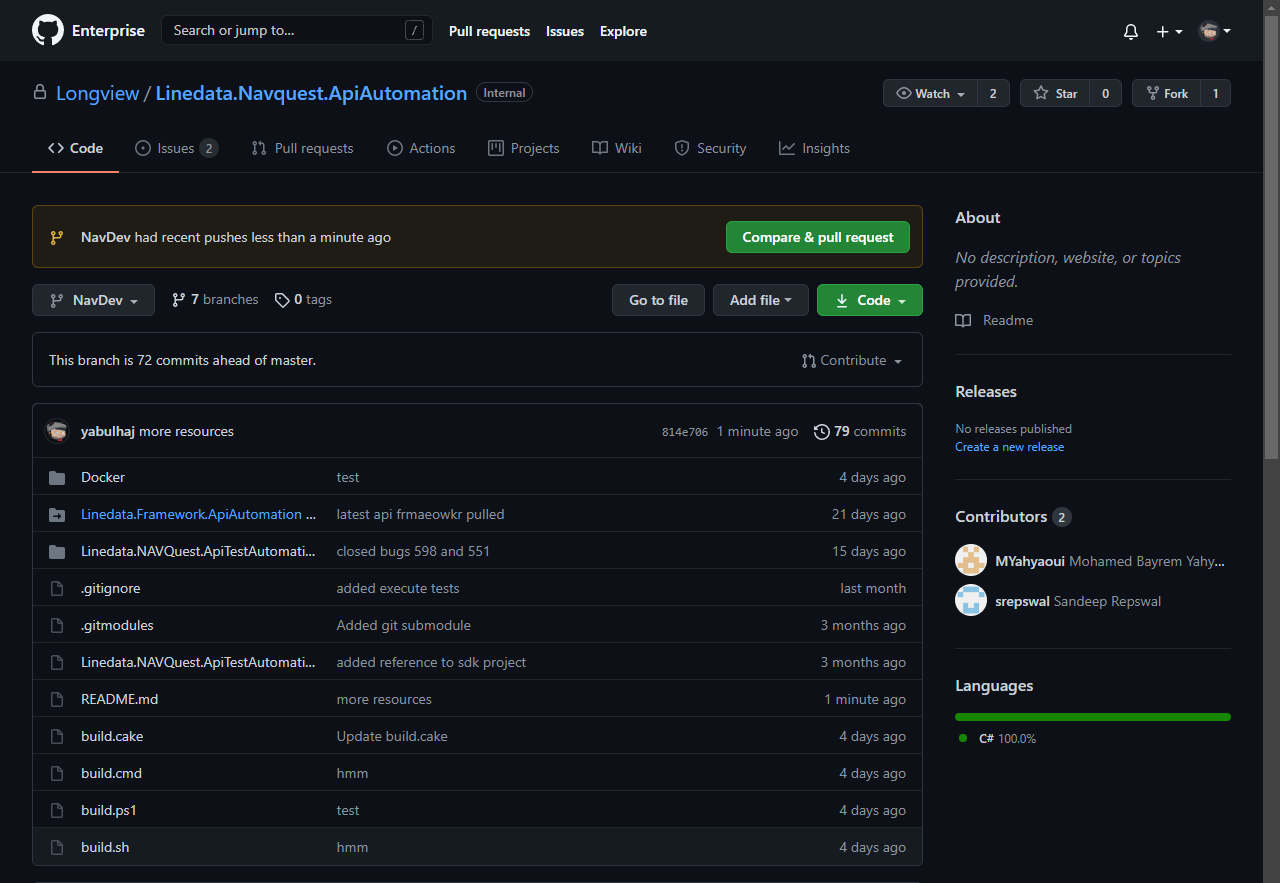 Enterprise Search or jump to... / Pull requests Issues Explore
Longview / Linedata.Navquest.ApiAutomation Internal Watch 2 Star 0 Fork 1
Code Issues 2 Pull requests Actions Projects Wiki Security Insights
NavDev had recent pushes less than a minute ago Compare & pull request
NavDev 7 branches 0 tags Go to file Add file Code
This branch is 72 commits ahead of master. Contribute
yabulhaj more resources 814e706 1 minute ago 79 commits
Docker test 4 days ago
Linedata.Framework.ApiAutomation ... latest api frmaeowkr pulled 21 days ago
Linedata.NAVQuest.ApiTestAutomati... closed bugs 598 and 551 15 days ago
.gitignore added execute tests last month
.gitmodules Added git submodule 3 months ago
Linedata.NAVQuest.ApiTestAutomati... added reference to sdk project 3 months ago
README.md more resources 1 minute ago
build.cake Update build.cake 4 days ago
build.cmd hmm 4 days ago
build.ps1 test 4 days ago
build.sh hmm 4 days ago
About
No description, website, or topics
provided.
Readme
Releases
No releases published
Create a new release
Contributors 2
MYahyaoui Mohamed Bayrem Yahy...
srepswal Sandeep Repswal
Languages
C# 100.0%